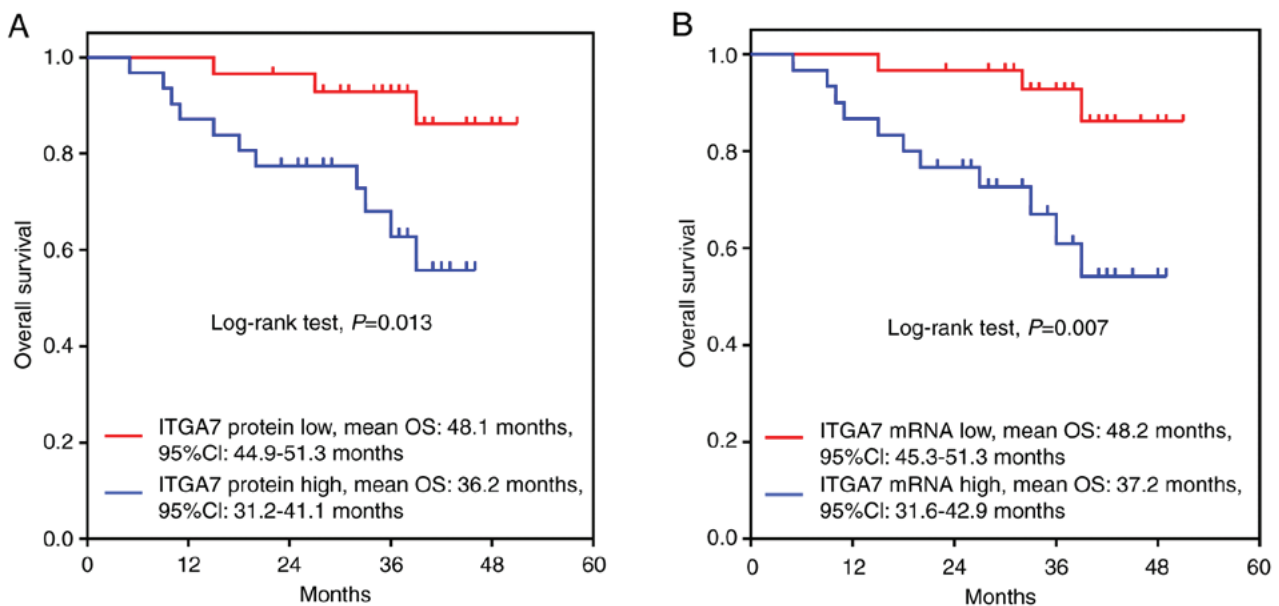 A
1.0
0.8
0.6
0.4
0.2
0.0
Overall survival
Log-rank test, P=0.013
ITGA7 protein low, mean OS: 48.1 months,
95%CI: 44.9-51.3 months
ITGA7 protein high, mean OS: 36.2 months,
95%CI: 31.2-41.1 months
0 12 24 36 48 60
Months
B
1.0
0.8
0.6
0.4
0.2
0.0
Overall survival
Log-rank test, P=0.007
ITGA7 mRNA low, mean OS: 48.2 months,
95%CI: 45.3-51.3 months
ITGA7 mRNA high, mean OS: 37.2 months,
95%CI: 31.6-42.9 months
0 12 24 36 48 60
Months